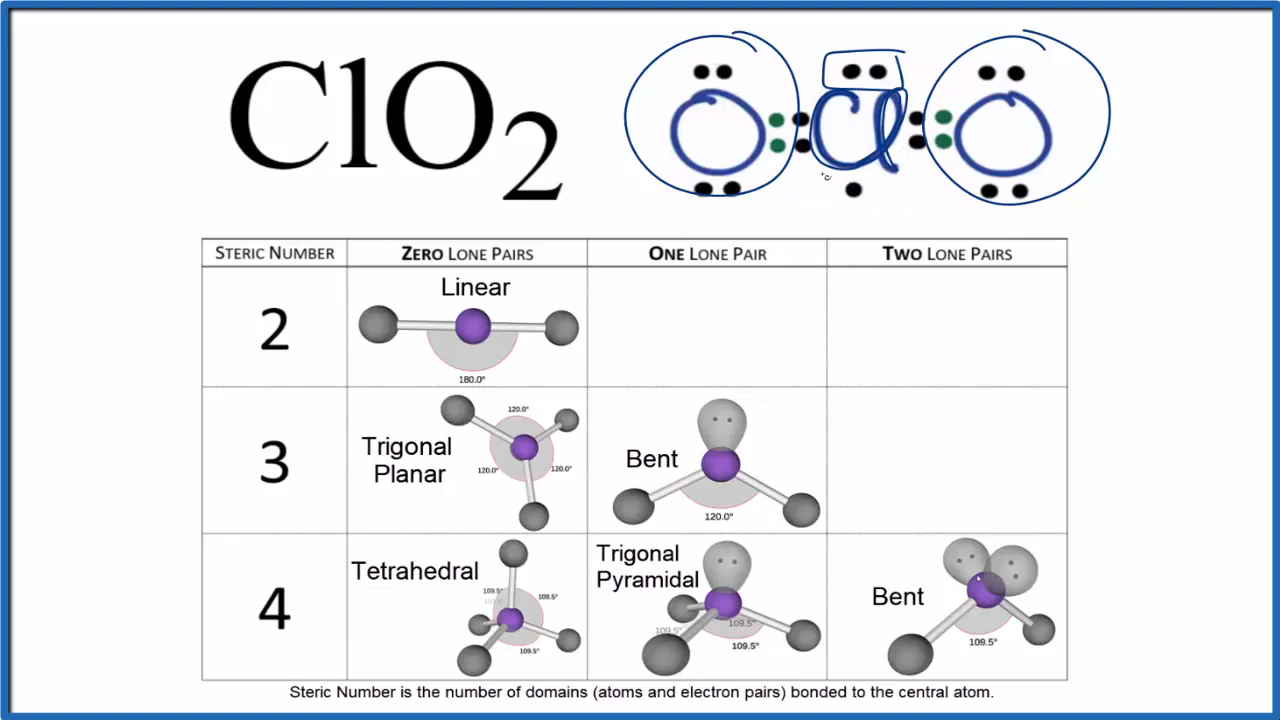 ClO2
O Cl O
STERIC NUMBER ZERO LONE PAIRS ONE LONE PAIR TWO LONE PAIRS
2
Linear
180.0°
3
Trigonal
Planar
120.0°
120.0°
120.0°
Bent
120.0°
4
Tetrahedral
109.5°
109.5°
109.5°
Trigonal
Pyramidal
109.5°
109.5°
109.5°
Bent
109.5°
Steric Number is the number of domains (atoms and electron pairs) bonded to the central atom.